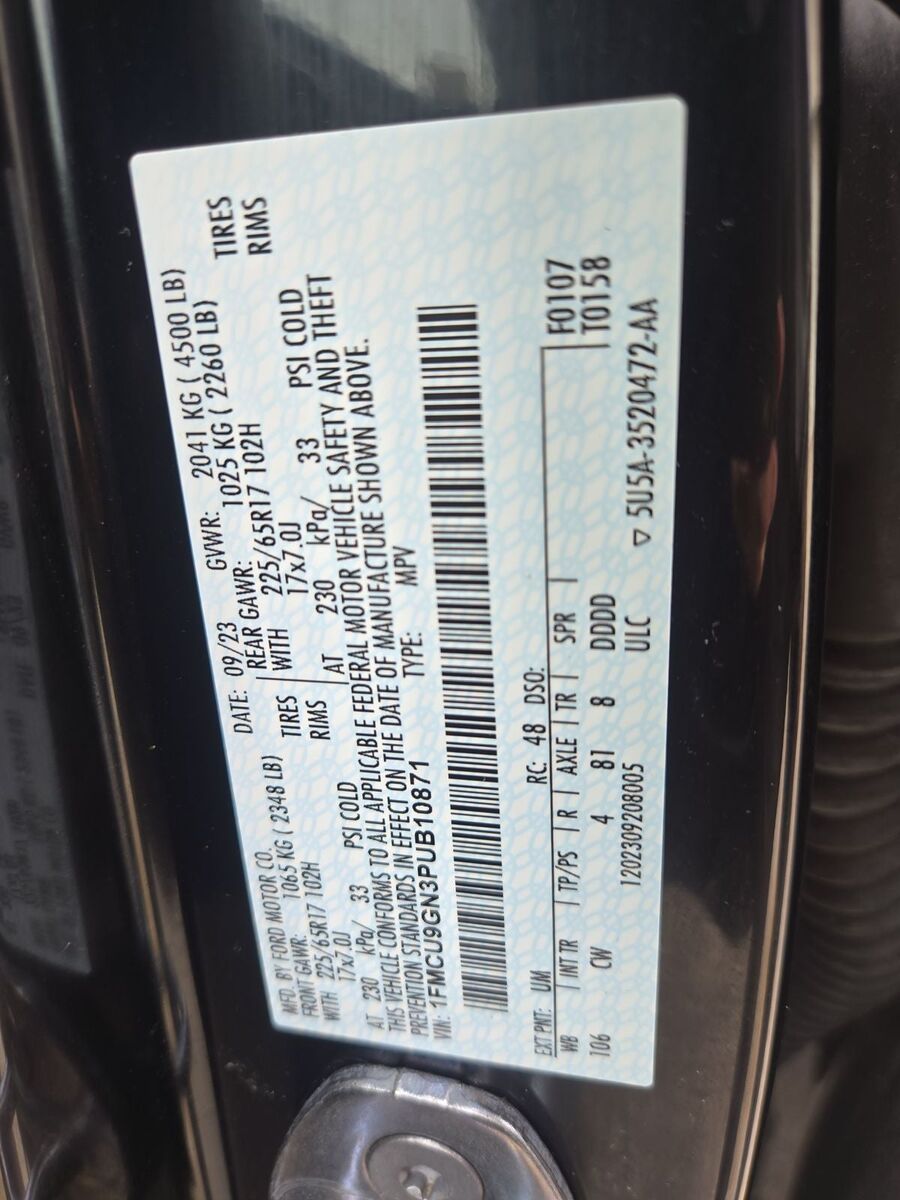 MFD. BY FORD MOTOR CO. DATE: 09/23 GVWR: 2041 KG ( 4500 LB)
FRONT GAWR: 1065 KG ( 2348 LB) REAR GAWR: 1025 KG ( 2260 LB)
WITH 225/65R17 102H TIRES WITH 225/65R17 102H TIRES
17x7.0J RIMS 17x7.0J RIMS
AT 230 kPa/ 33 PSI COLD AT 230 kPa/ 33 PSI COLD
THIS VEHICLE CONFORMS TO ALL APPLICABLE FEDERAL MOTOR VEHICLE SAFETY AND THEFT
PREVENTION STANDARDS IN EFFECT ON THE DATE OF MANUFACTURE SHOWN ABOVE.
VIN: 1FMCU9GN3PUB10871 TYPE: MPV
F0107
T0158
EXT PNT: UM RC: 48 DSO:
WB INT TR TP/PS R AXLE TR SPR
106 CW 4 81 8 DDDD
1202309208005 ULC ▽ 5U5A-3520472-AA